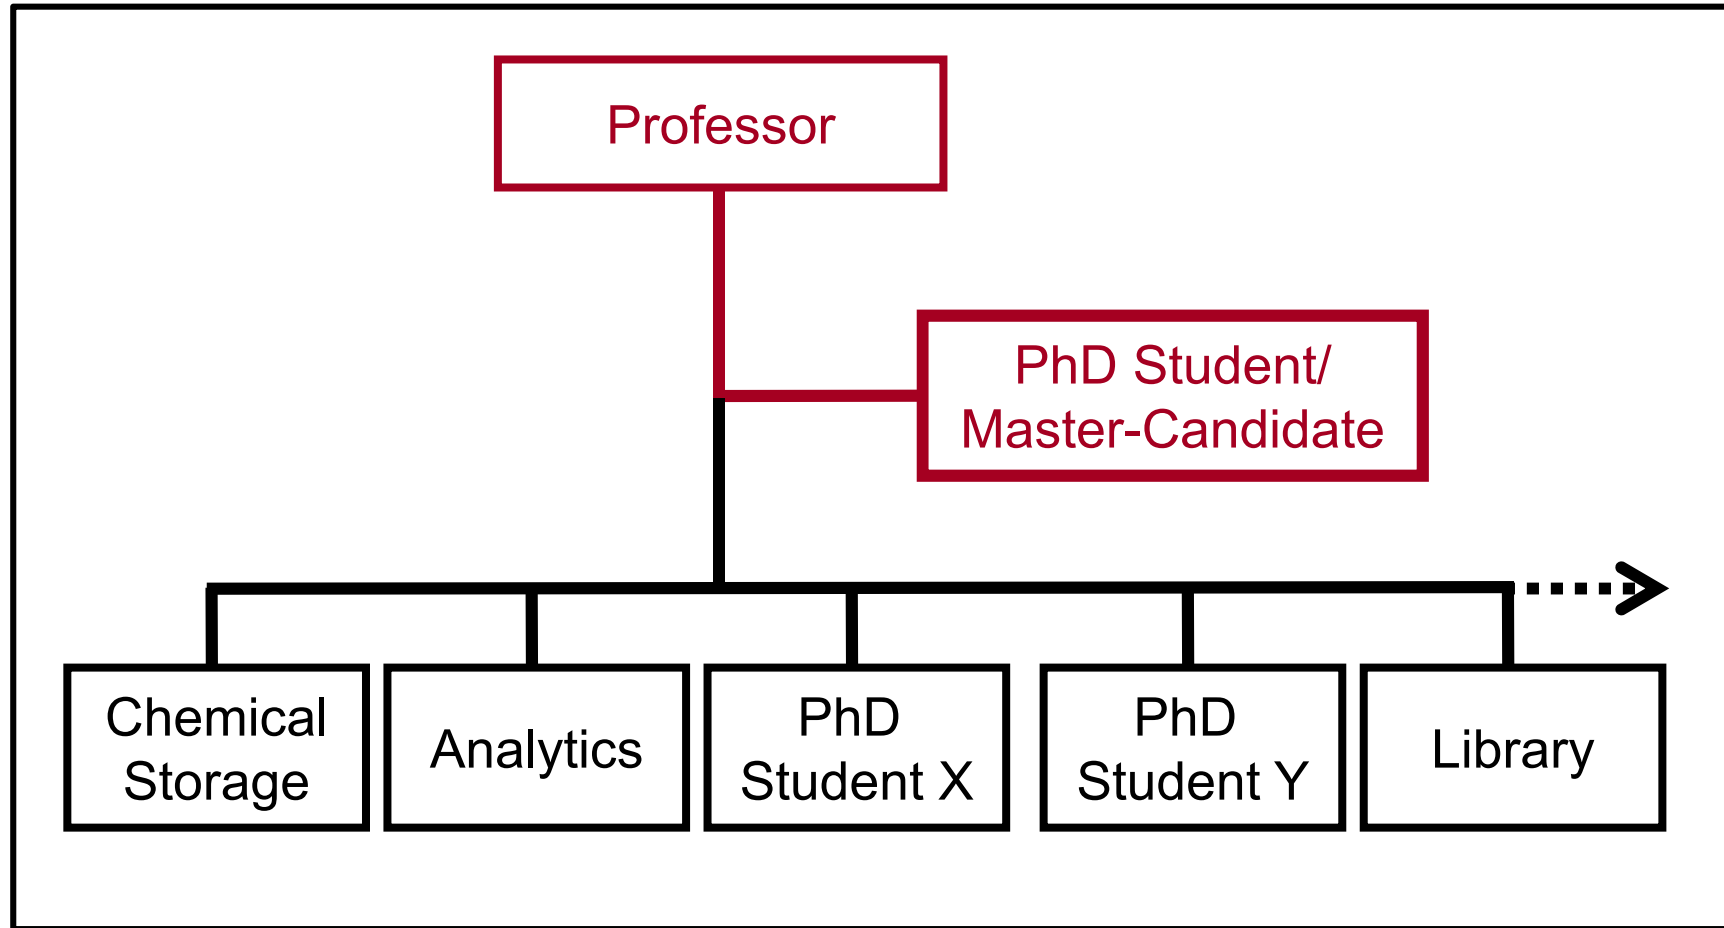 Professor
PhD Student/
Master-Candidate
Chemical
Storage
Analytics
PhD
Student X
PhD
Student Y
Library